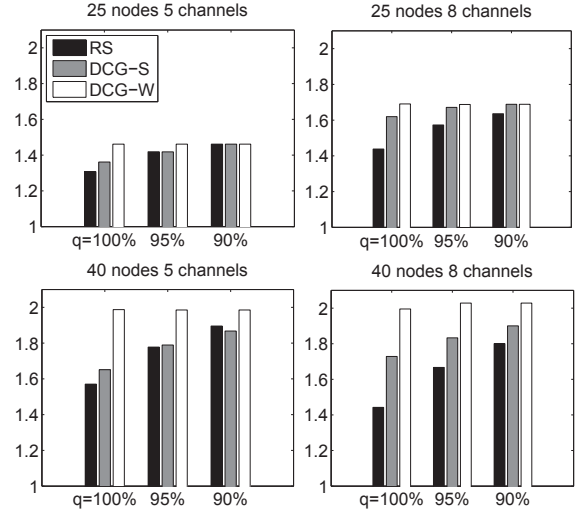 25 nodes 5 channels
2
1.8
1.6
1.4
1.2
1
RS
DCG−S
DCG−W
q=100% 95% 90%
25 nodes 8 channels
2
1.8
1.6
1.4
1.2
1
q=100% 95% 90%
40 nodes 5 channels
2
1.8
1.6
1.4
1.2
1
q=100% 95% 90%
40 nodes 8 channels
2
1.8
1.6
1.4
1.2
1
q=100% 95% 90%